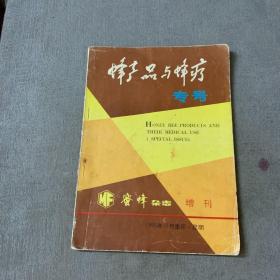 蜂产品与蜂疗
专号
HONEY BEE PRODUCTS AND
THEIR MEDICAL USE
( SPECIAL ISSUE)
蜜蜂杂志 增刊